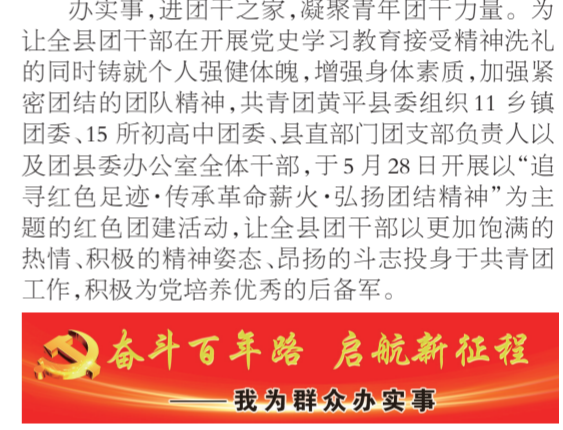 办实事,进团干之家,凝聚青年团干力量。为
让全县团干部在开展党史学习教育接受精神洗礼
的同时铸就个人强健体魄,增强身体素质,加强紧
密团结的团队精神,共青团黄平县委组织 11 乡镇
团委、15 所初高中团委、县直部门团支部负责人以
及团县委办公室全体干部,于 5 月 28 日开展以“追
寻红色足迹·传承革命薪火·弘扬团结精神”为主
题的红色团建活动,让全县团干部以更加饱满的
热情、积极的精神姿态、昂扬的斗志投身于共青团
工作,积极为党培养优秀的后备军。
奋斗百年路 启航新征程
——我为群众办实事